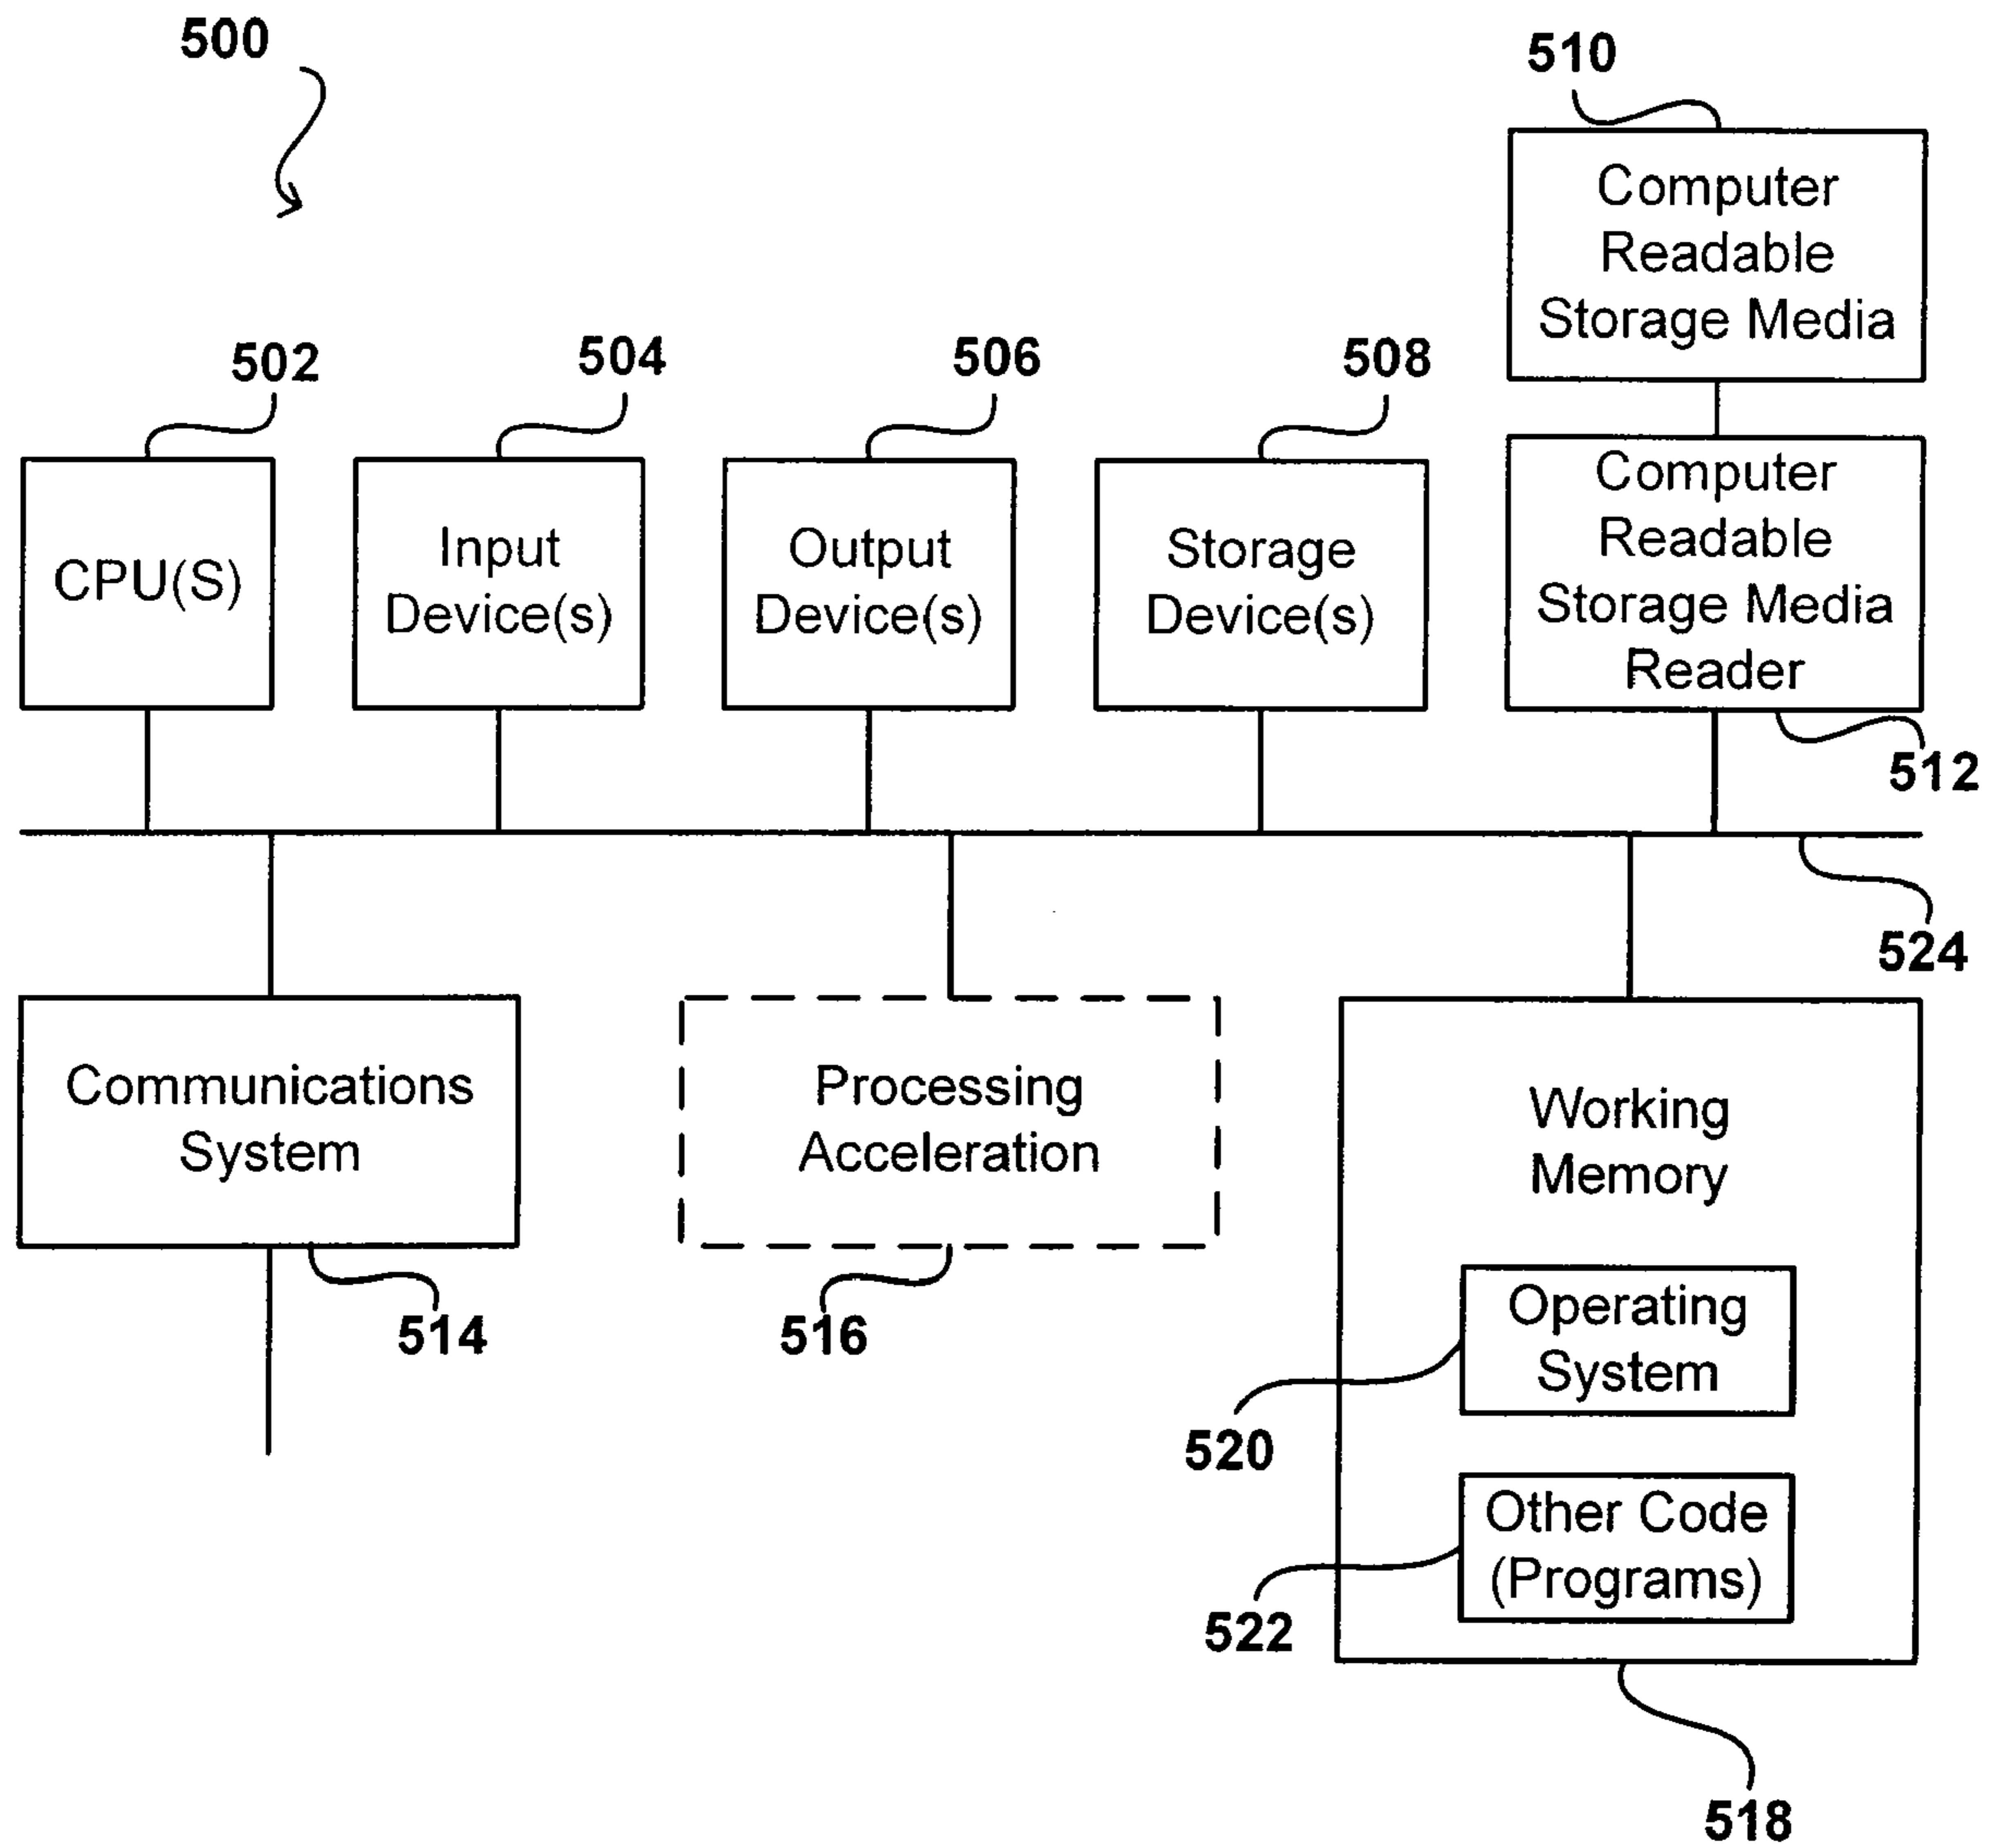 500
510
Computer
Readable
Storage Media
502
504
506
508
CPU(S)
Input
Device(s)
Output
Device(s)
Storage
Device(s)
Computer
Readable
Storage Media
Reader
512
524
Communications
System
514
Processing
Acceleration
516
Working
Memory
Operating
System
520
Other Code
(Programs)
522
518